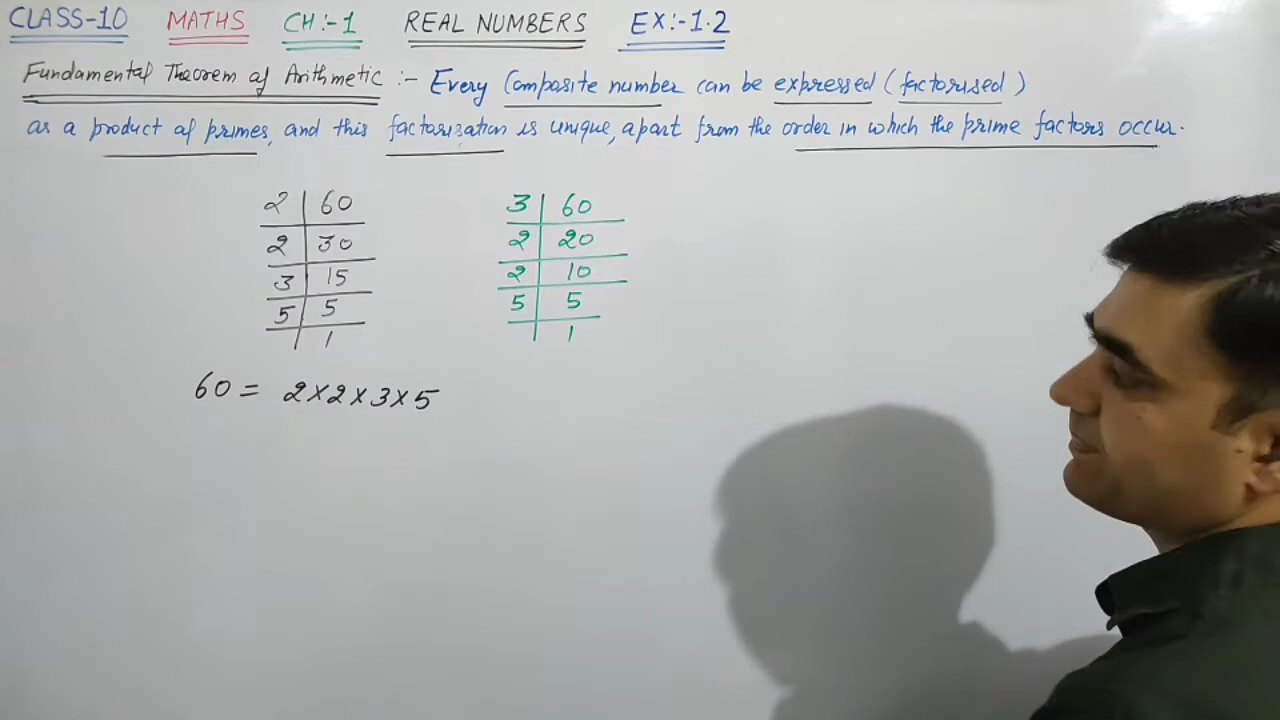 CLASS-10 MATHS CH:-1 REAL NUMBERS EX:-1.2
Fundamental Theorem of Arithmetic :- Every Composite number can be expressed (factorised)
as a product of primes, and this factorisation is unique, apart from the order in which the prime factors occur.
2 | 60
2 | 30
3 | 15
5 | 5
| 1
3 | 60
2 | 20
2 | 10
5 | 5
| 1
60 = 2×2×3×5